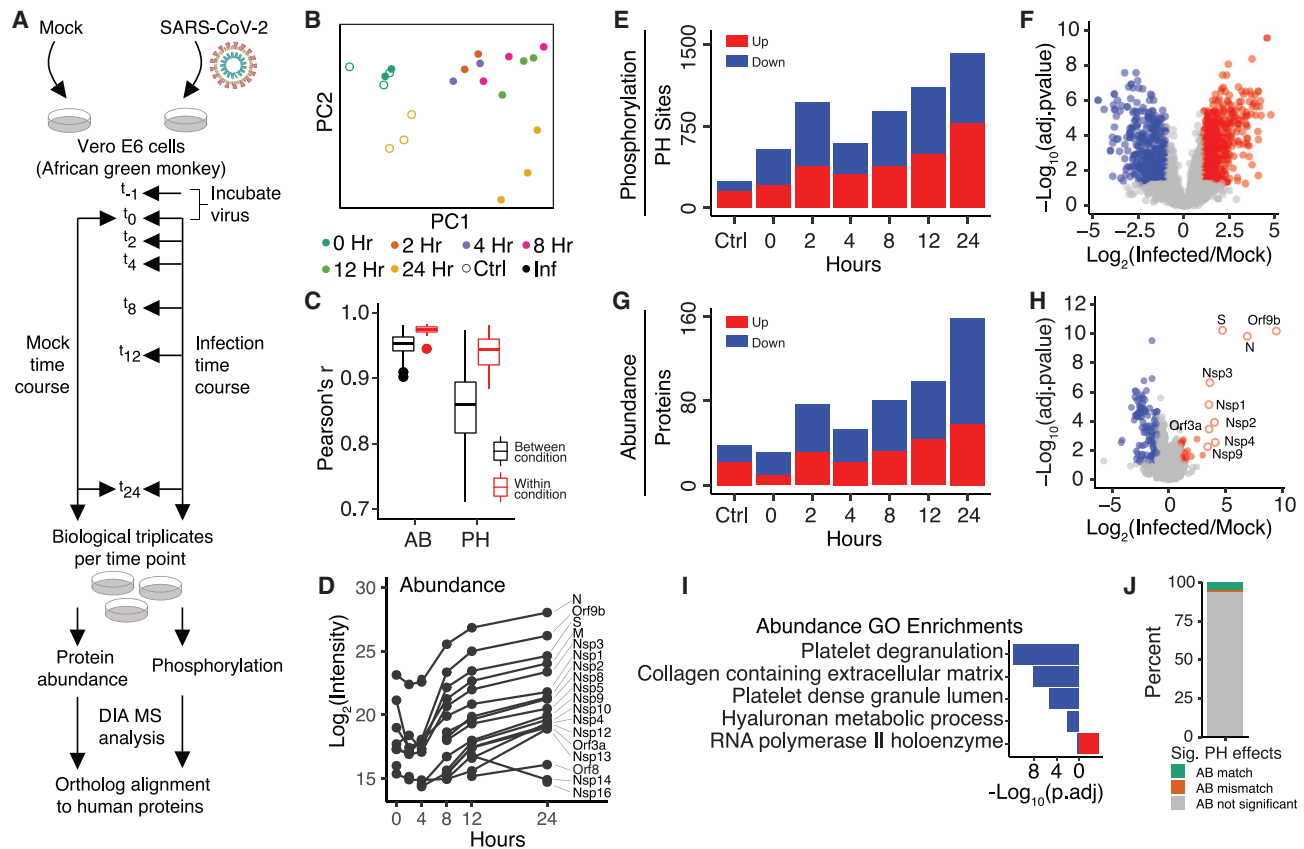 A
Mock
SARS-CoV-2
Vero E6 cells
(African green monkey)
t-1
Incubate
virus
t0
t2
t4
t8
t12
Mock
time
course
Infection
time
course
t24
Biological triplicates
per time point
Protein
abundance
Phosphorylation
DIA MS
analysis
Ortholog alignment
to human proteins
B
PC2
PC1
0 Hr
2 Hr
4 Hr
8 Hr
12 Hr
24 Hr
Ctrl
Inf
C
Pearson's r
1.0
0.9
0.8
0.7
Between
condition
Within
condition
AB
PH
D
Abundance
Log2(Intensity)
30
25
20
15
0
4
8
12
24
Hours
N
Orf9b
S
M
Nsp3
Nsp1
Nsp2
Nsp8
Nsp5
Nsp9
Nsp10
Nsp4
Nsp12
Orf3a
Nsp13
Orf8
Nsp14
Nsp16
E
Phosphorylation
PH Sites
1500
750
0
Up
Down
Ctrl
0
2
4
8
12
24
Hours
F
-Log10(adj.pvalue)
10
8
6
4
2
0
−5
−2.5
0
2.5
5
Log2(Infected/Mock)
G
Abundance
Proteins
160
80
0
Up
Down
Ctrl
0
2
4
8
12
24
Hours
H
-Log10(adj.pvalue)
12
10
8
6
4
2
0
S
Orf9b
N
Nsp3
Nsp1
Orf3a
Nsp2
Nsp4
Nsp9
−5
0
5
10
Log2(Infected/Mock)
I
Abundance GO Enrichments
Platelet degranulation
Collagen containing extracellular matrix
Platelet dense granule lumen
Hyaluronan metabolic process
RNA polymerase II holoenzyme
8
4
0
-Log10(p.adj)
J
Percent
100
75
50
25
0
Sig. PH effects
AB match
AB mismatch
AB not significant